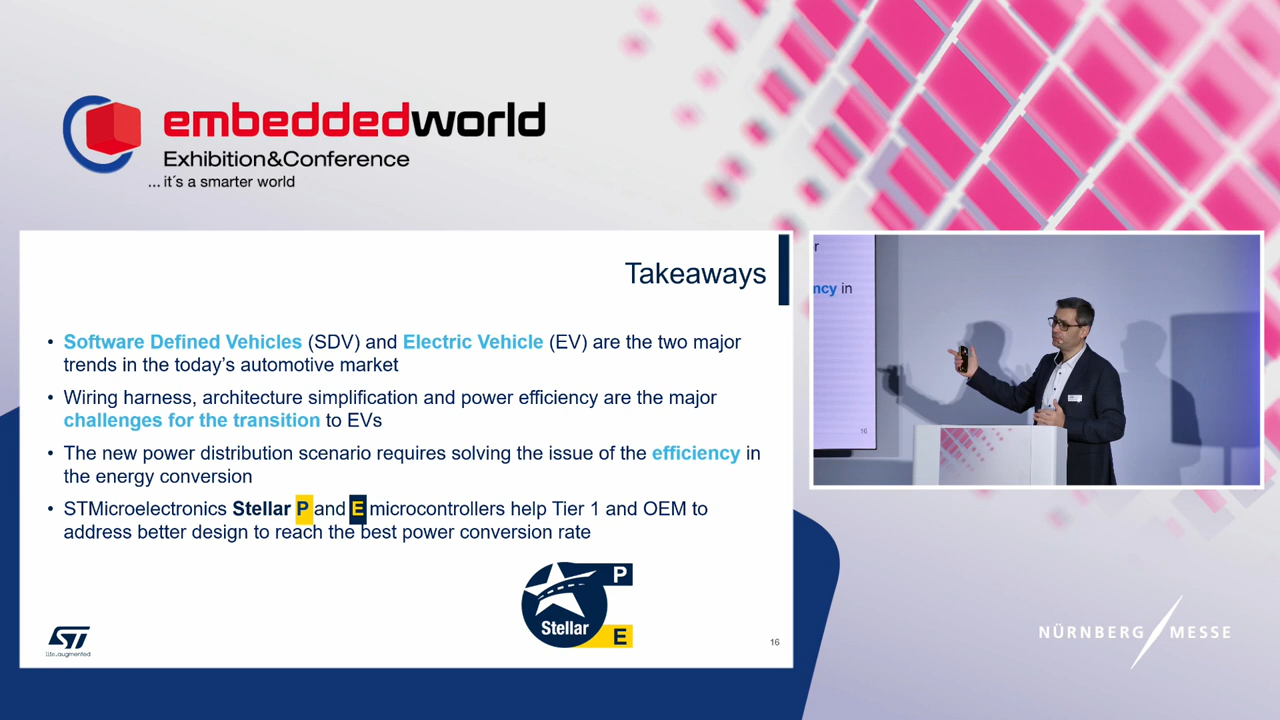 embeddedworld
Exhibition&Conference
... it´s a smarter world
Takeaways
• Software Defined Vehicles (SDV) and Electric Vehicle (EV) are the two major
trends in the today's automotive market
• Wiring harness, architecture simplification and power efficiency are the major
challenges for the transition to EVs
• The new power distribution scenario requires solving the issue of the efficiency in
the energy conversion
• STMicroelectronics Stellar P and E microcontrollers help Tier 1 and OEM to
address better design to reach the best power conversion rate
P
Stellar
E
ST
life.augmented
16
r
ncy in
16
NÜRNBERG MESSE